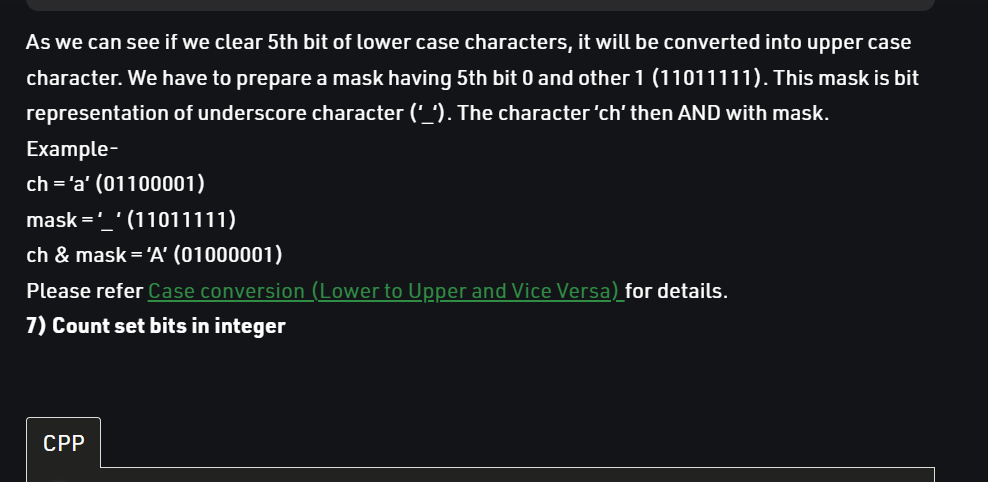 As we can see if we clear 5th bit of lower case characters, it will be converted into upper case
character. We have to prepare a mask having 5th bit 0 and other 1 (11011111). This mask is bit
representation of underscore character (‘_‘). The character ‘ch’ then AND with mask.
Example-
ch = ‘a’ (01100001)
mask = ‘_ ‘ (11011111)
ch & mask = ‘A’ (01000001)
Please refer Case conversion (Lower to Upper and Vice Versa) for details.
7) Count set bits in integer
CPP